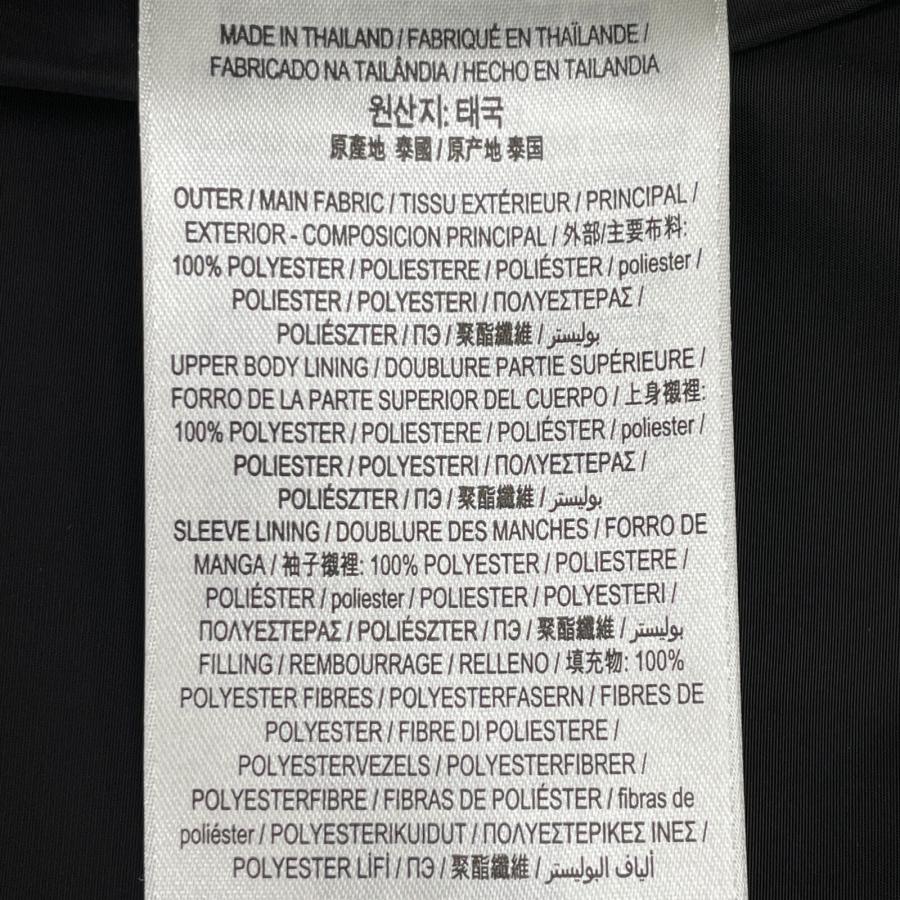 MADE IN THAILAND / FABRIQUÉ EN THAÏLANDE /
FABRICADO NA TAILÂNDIA / HECHO EN TAILANDIA
원산지: 태국
原產地 泰國 / 原产地 泰国
OUTER / MAIN FABRIC / TISSU EXTÉRIEUR / PRINCIPAL /
EXTERIOR - COMPOSICION PRINCIPAL / 外部/主要布料:
100% POLYESTER / POLIESTERE / POLIÉSTER / poliester /
POLIESTER / POLYESTERI / ΠΟΛΥΕΣΤΕΡΑΣ /
POLIÉSZTER / ПЭ / 聚酯纖維 / بوليستر
UPPER BODY LINING / DOUBLURE PARTIE SUPÉRIEURE /
FORRO DE LA PARTE SUPERIOR DEL CUERPO / 上身襯裡:
100% POLYESTER / POLIESTERE / POLIÉSTER / poliester /
POLIESTER / POLYESTERI / ΠΟΛΥΕΣΤΕΡΑΣ /
POLIÉSZTER / ПЭ / 聚酯纖維 / بوليستر
SLEEVE LINING / DOUBLURE DES MANCHES / FORRO DE
MANGA / 袖子襯裡: 100% POLYESTER / POLIESTERE /
POLIÉSTER / poliester / POLIESTER / POLYESTERI /
ΠΟΛΥΕΣΤΕΡΑΣ / POLIÉSZTER / ПЭ / 聚酯纖維 / بوليستر
FILLING / REMBOURRAGE / RELLENO / 填充物: 100%
POLYESTER FIBRES / POLYESTERFASERN / FIBRES DE
POLYESTER / FIBRE DI POLIESTERE /
POLYESTERVEZELS / POLYESTERFIBRER /
POLYESTERFIBRE / FIBRAS DE POLIÉSTER / fibras de
poliéster / POLYESTERIKUIDUT / ΠΟΛΥΕΣΤΕΡΙΚΕΣ ΙΝΕΣ /
POLYESTER LİFİ / ПЭ / 聚酯纖維 / ألياف البوليستر